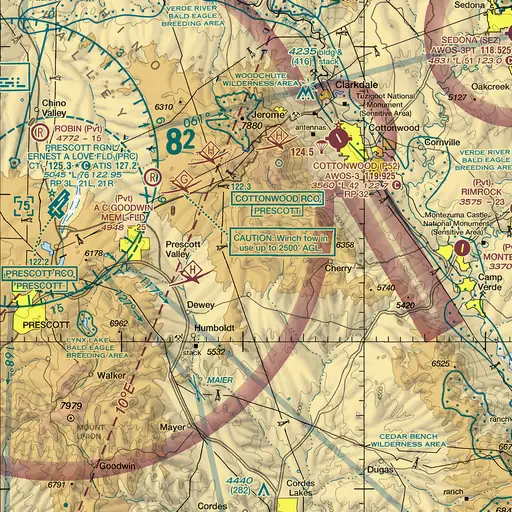 VERDE RIVER
BALD EAGLE
BREEDING AREA
Sedona
SEDONA (SEZ)
AWOS-3PT 118.525
4831 *L 51 123.0 C
4235 bldg &
(416) stack
WOODCHUTE
WILDERNESS AREA
Clarkdale
Tuzigoot National
Monument
(Sensitive Area)
Oakcreek
5127
Chino
Valley
6310
061°
82
Jerome
7880
antennas
Cottonwood
Cornville
124.5
R
ROBIN (Pvt)
4772 - 15
PRESCOTT RGNL/
ERNEST A LOVE FLD (PRC)
CT - 125.3 * C ATIS 127.2
5045 *L 76 122.95
RP 3L, 21L, 21R
R
H
H
G
122.3
COTTONWOOD RCO
PRESCOTT
COTTONWOOD (P52)
AWOS-3 119.925
3560 *L 42 122.7 C
RP 32
VERDE RIVER
BALD EAGLE
BREEDING AREA
(Pvt)
RIMROCK
3575 - 23
Montezuma Castle
National Monument
(Sensitive Area)
75
(Pvt)
A C GOODWIN
MEML FLD
4948 - 25
CAUTION: Winch tow in
use up to 2500' AGL.
6358
Cherry
3370
122.2
PRESCOTT RCO
PRESCOTT
6178
Prescott
Valley
H
Camp
Verde
5740
5420
15
PRESCOTT
6962
Dewey
Humboldt
LYNX LAKE
BALD EAGLE
BREEDING AREA
stack
5532
6525
Walker
MAIER
10°E
7979
MOUNT
UNION
Mayer
ranch
CEDAR BENCH
WILDERNESS AREA
Goodwin
Dugas
6791
4440
(282)
Cordes
Lakes
Cordes
ranch